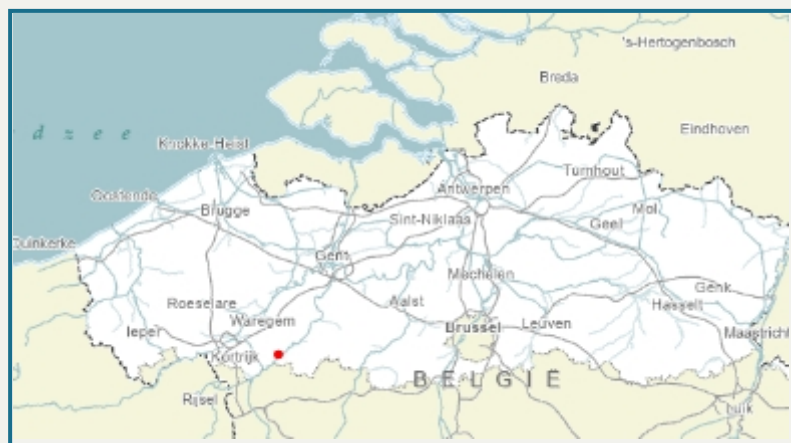 's-Hertogenbosch
Breda
d z e e
Eindhoven
Knokke-Heist
Turnhout
Antwerpen
Oostende
Mol
Brugge
Sint-Niklaas
Geel
Duinkerke
Gent
Mechelen
Genk
Roeselare
Aalst
Hasselt
Waregem
Ieper
Brussel
Leuven
Maastricht
Kortrijk
BELGIË
Rijsel
Luik